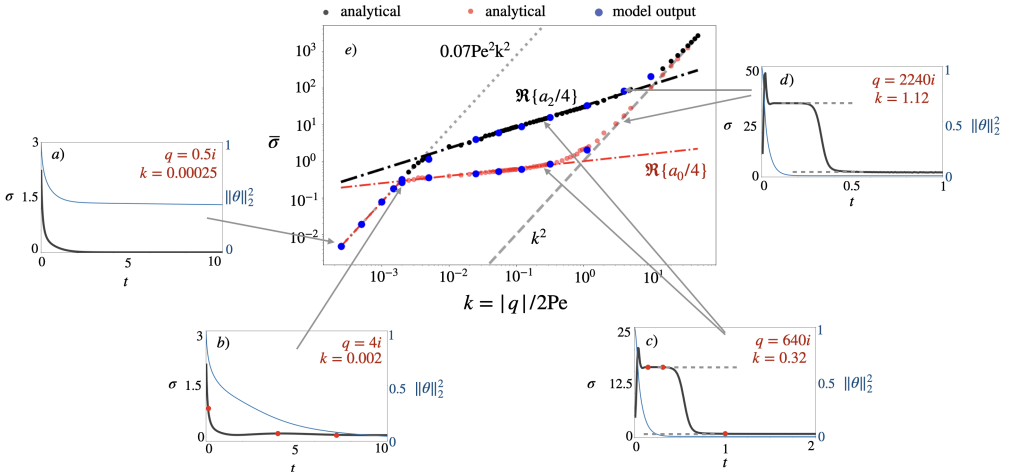 analytical
analytical
model output
e)
0.07Pe²k²
ℜ{a₂/4}
ℜ{a₀/4}
k²
σ̅
10³
10²
10¹
10⁰
10⁻¹
10⁻²
10⁻³
10⁻²
10⁻¹
10⁰
10¹
k = |q|/2Pe
a)
q = 0.5i
k = 0.00025
σ
3
1.5
0
1
‖θ‖₂²
0
0
5
10
t
b)
q = 4i
k = 0.002
σ
3
1.5
0
1
0.5
‖θ‖₂²
0
0
5
10
t
c)
q = 640i
k = 0.32
σ
25
12.5
0
1
0.5
‖θ‖₂²
0
0
1
2
t
d)
q = 2240i
k = 1.12
σ
50
25
0
1
0.5
‖θ‖₂²
0
0
0.5
1
t